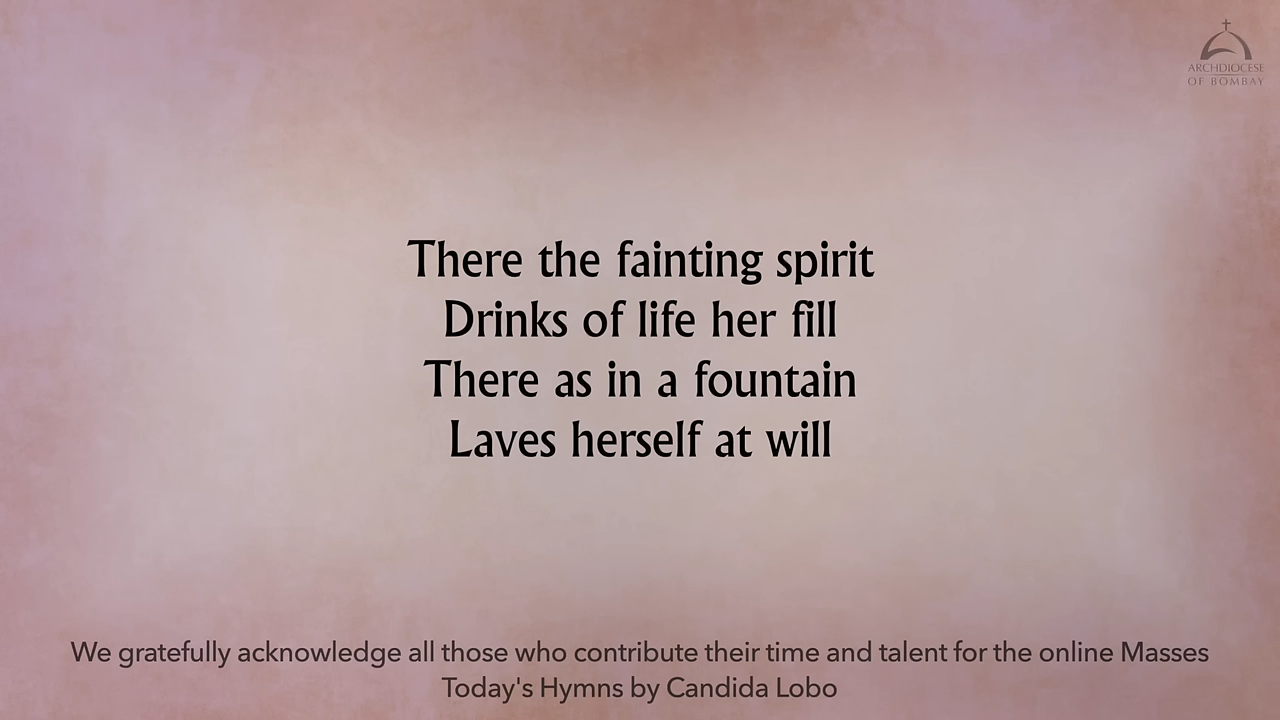 ARCHDIOCESE
OF BOMBAY
There the fainting spirit
Drinks of life her fill
There as in a fountain
Laves herself at will
We gratefully acknowledge all those who contribute their time and talent for the online Masses
Today's Hymns by Candida Lobo